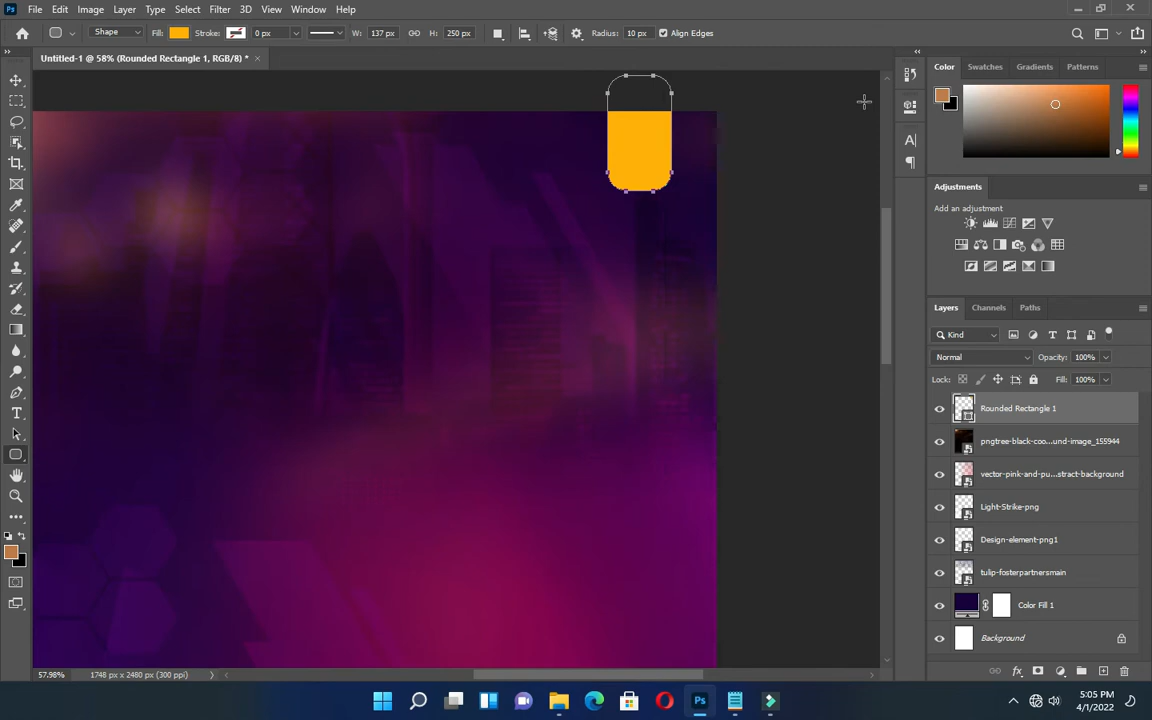 Ps File Edit Image Layer Type Select Filter 3D View Window Help
Shape Fill: Stroke: 0 px W: 137 px H: 250 px Radius: 10 px Align Edges
Untitled-1 @ 58% (Rounded Rectangle 1, RGB/8) *
Color Swatches Gradients Patterns
Adjustments
Add an adjustment
Layers Channels Paths
Kind
Normal Opacity: 100%
Lock: Fill: 100%
Rounded Rectangle 1
pngtree-black-coo...und-image_155944
vector-pink-and-pu...stract-background
Light-Strike-png
Design-element-png1
tulip-fosterpartnersmain
Color Fill 1
Background
57.98% 1748 px x 2480 px (300 ppi)
Ps
5:05 PM
4/1/2022